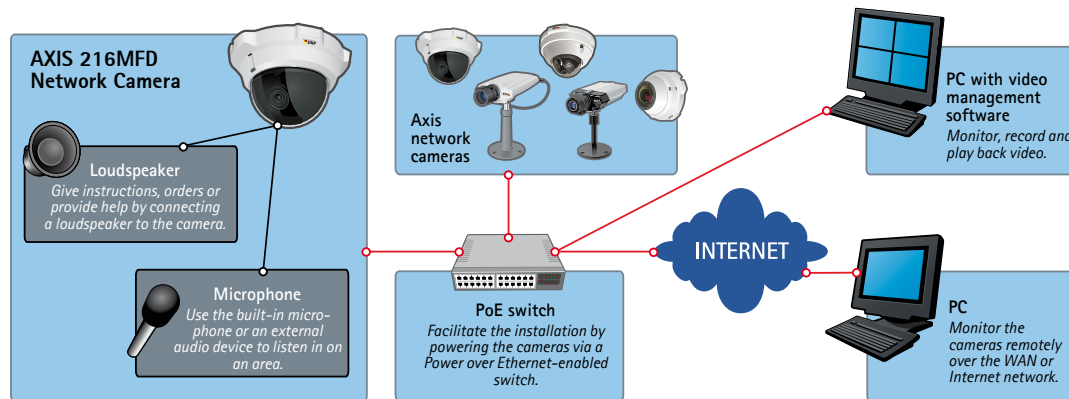 AXIS 216MFD
Network Camera
Loudspeaker
Give instructions, orders or
provide help by connecting
a loudspeaker to the camera.
Microphone
Use the built-in micro-
phone or an external
audio device to listen in on
an area.
Axis
network
cameras
PoE switch
Facilitate the installation by
powering the cameras via a
Power over Ethernet-enabled
switch.
INTERNET
PC with video
management
software
Monitor, record and
play back video.
PC
Monitor the
cameras remotely
over the WAN or
Internet network.